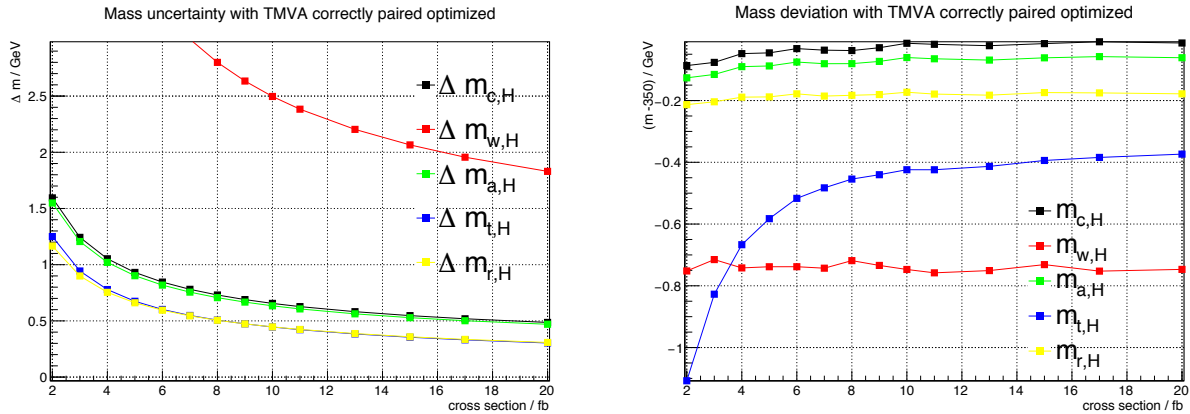 Mass uncertainty with TMVA correctly paired optimized
Δ m / GeV
2.5
2
1.5
1
0.5
0
2 4 6 8 10 12 14 16 18 20
cross section / fb
Δ m_c,H
Δ m_w,H
Δ m_a,H
Δ m_t,H
Δ m_r,H
Mass deviation with TMVA correctly paired optimized
(m -350) / GeV
-0.2
-0.4
-0.6
-0.8
-1
2 4 6 8 10 12 14 16 18 20
cross section / fb
m_c,H
m_w,H
m_a,H
m_t,H
m_r,H